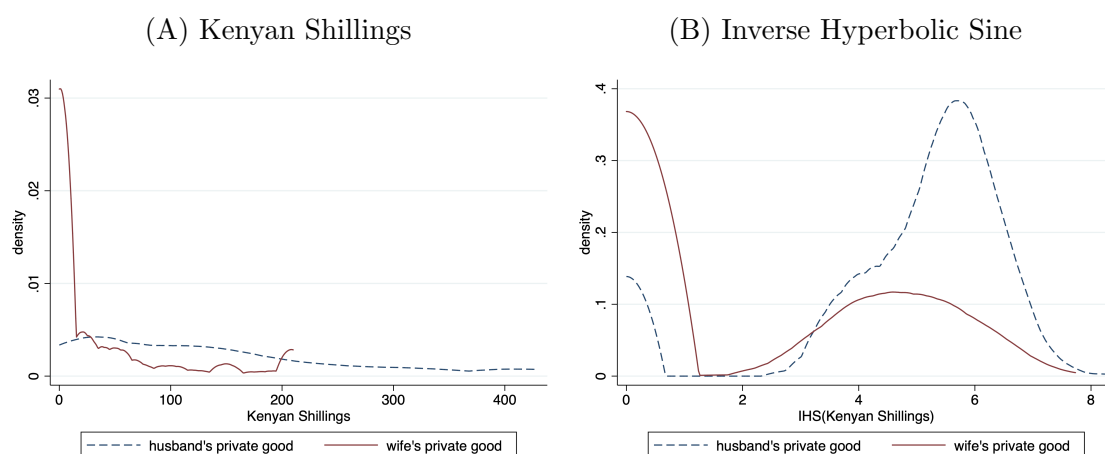 (A) Kenyan Shillings
.03
.02
.01
0
density
0 100 200 300 400
Kenyan Shillings
husband's private good wife's private good
(B) Inverse Hyperbolic Sine
.4
.3
.2
.1
0
density
0 2 4 6 8
IHS(Kenyan Shillings)
husband's private good wife's private good